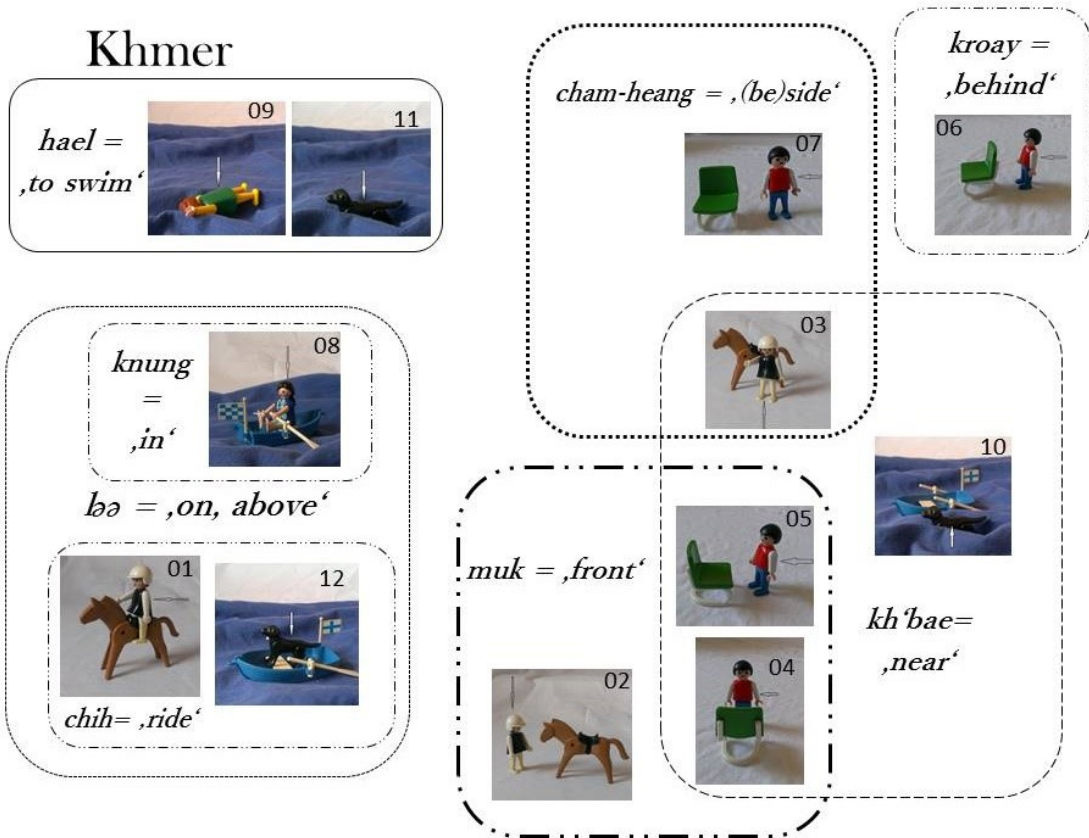 Khmer
hael =
‚to swim‘
09
11
cham-heang = ‚(be)side‘
07
kroay =
‚behind‘
06
03
knung
=
‚in‘
08
bə = ‚on, above‘
01
12
chih= ‚ride‘
muk = ‚front‘
05
04
02
10
kh‘bae=
‚near‘